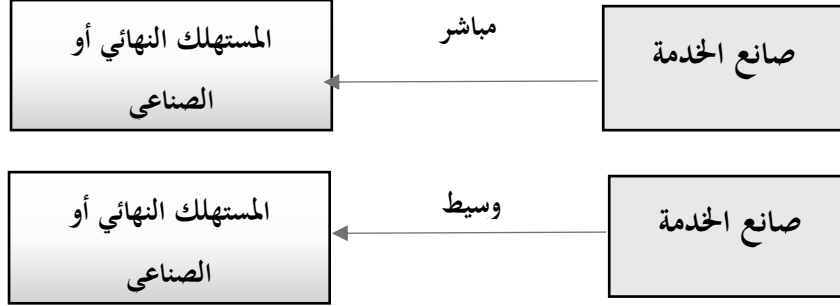 صانع الخدمة
مباشر
المستهلك النهائي أو
الصناعي
صانع الخدمة
وسيط
المستهلك النهائي أو
الصناعي